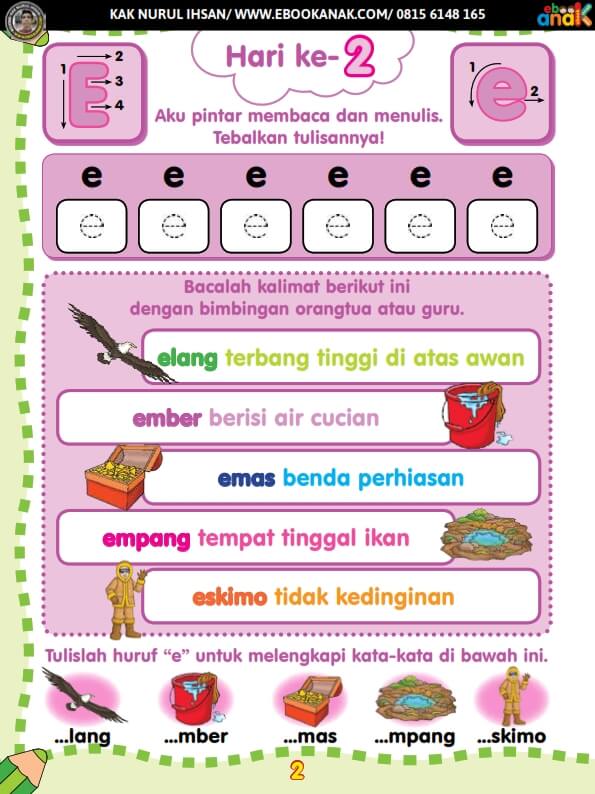 KAK NURUL IHSAN/ WWW.EBOOKANAK.COM/ 0815 6148 165
ebook anak
Hari ke-2
E
1
2
3
4
e
1
2
Aku pintar membaca dan menulis.
Tebalkan tulisannya!
e e e e e e
e e e e e e
Bacalah kalimat berikut ini
dengan bimbingan orangtua atau guru.
elang terbang tinggi di atas awan
ember berisi air cucian
emas benda perhiasan
empang tempat tinggal ikan
eskimo tidak kedinginan
Tulislah huruf “e” untuk melengkapi kata-kata di bawah ini.
...lang ...mber ...mas ...mpang ...skimo
2